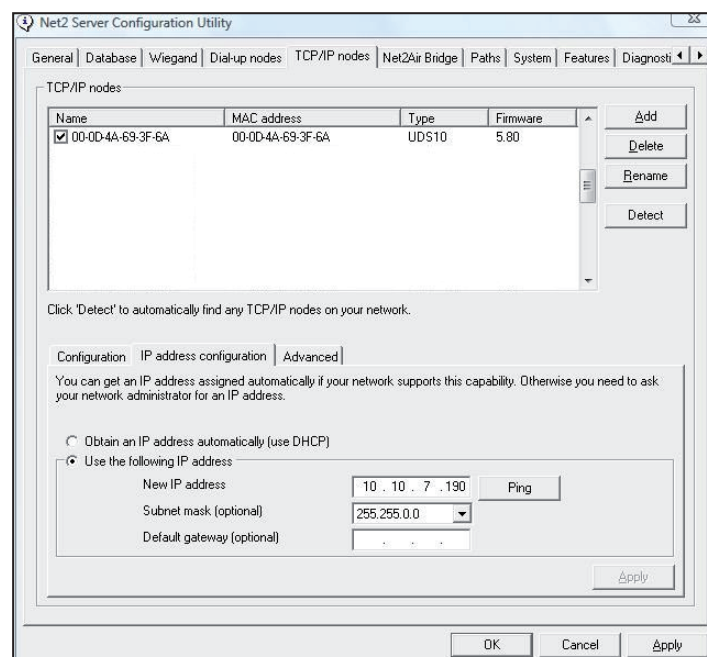 Net2 Server Configuration Utility
General Database Wiegand Dial-up nodes TCP/IP nodes Net2Air Bridge Paths System Features Diagnosti
TCP/IP nodes
Name MAC address Type Firmware
00-0D-4A-69-3F-6A 00-0D-4A-69-3F-6A UDS10 5.80
Add
Delete
Rename
Detect
Click 'Detect' to automatically find any TCP/IP nodes on your network.
Configuration IP address configuration Advanced
You can get an IP address assigned automatically if your network supports this capability. Otherwise you need to ask
your network administrator for an IP address.
Obtain an IP address automatically (use DHCP)
Use the following IP address
New IP address 10 . 10 . 7 .190 Ping
Subnet mask (optional) 255.255.0.0
Default gateway (optional) . . .
Apply
OK Cancel Apply